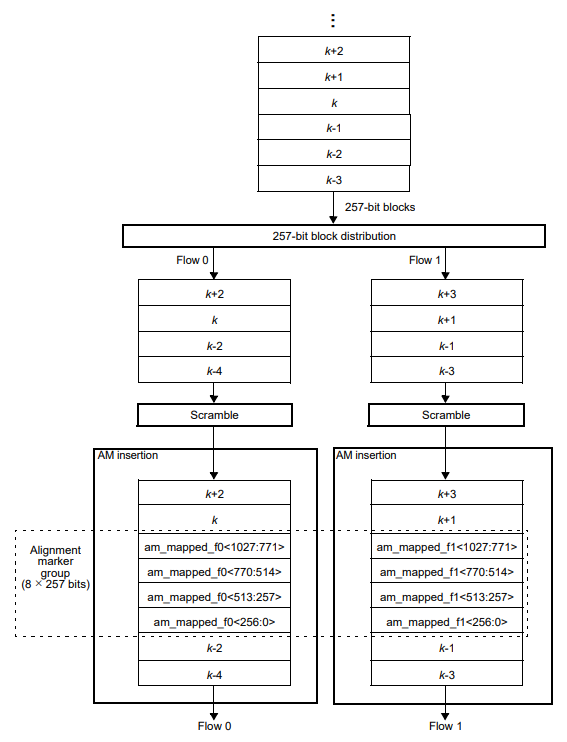 ⋮
k+2
k+1
k
k-1
k-2
k-3
257-bit blocks
257-bit block distribution
Flow 0
Flow 1
k+2
k
k-2
k-4
k+3
k+1
k-1
k-3
Scramble
Scramble
AM insertion
k+2
k
am_mapped_f0<1027:771>
am_mapped_f0<770:514>
am_mapped_f0<513:257>
am_mapped_f0<256:0>
k-2
k-4
AM insertion
k+3
k+1
am_mapped_f1<1027:771>
am_mapped_f1<770:514>
am_mapped_f1<513:257>
am_mapped_f1<256:0>
k-1
k-3
Alignment
marker
group
(8 × 257 bits)
Flow 0
Flow 1